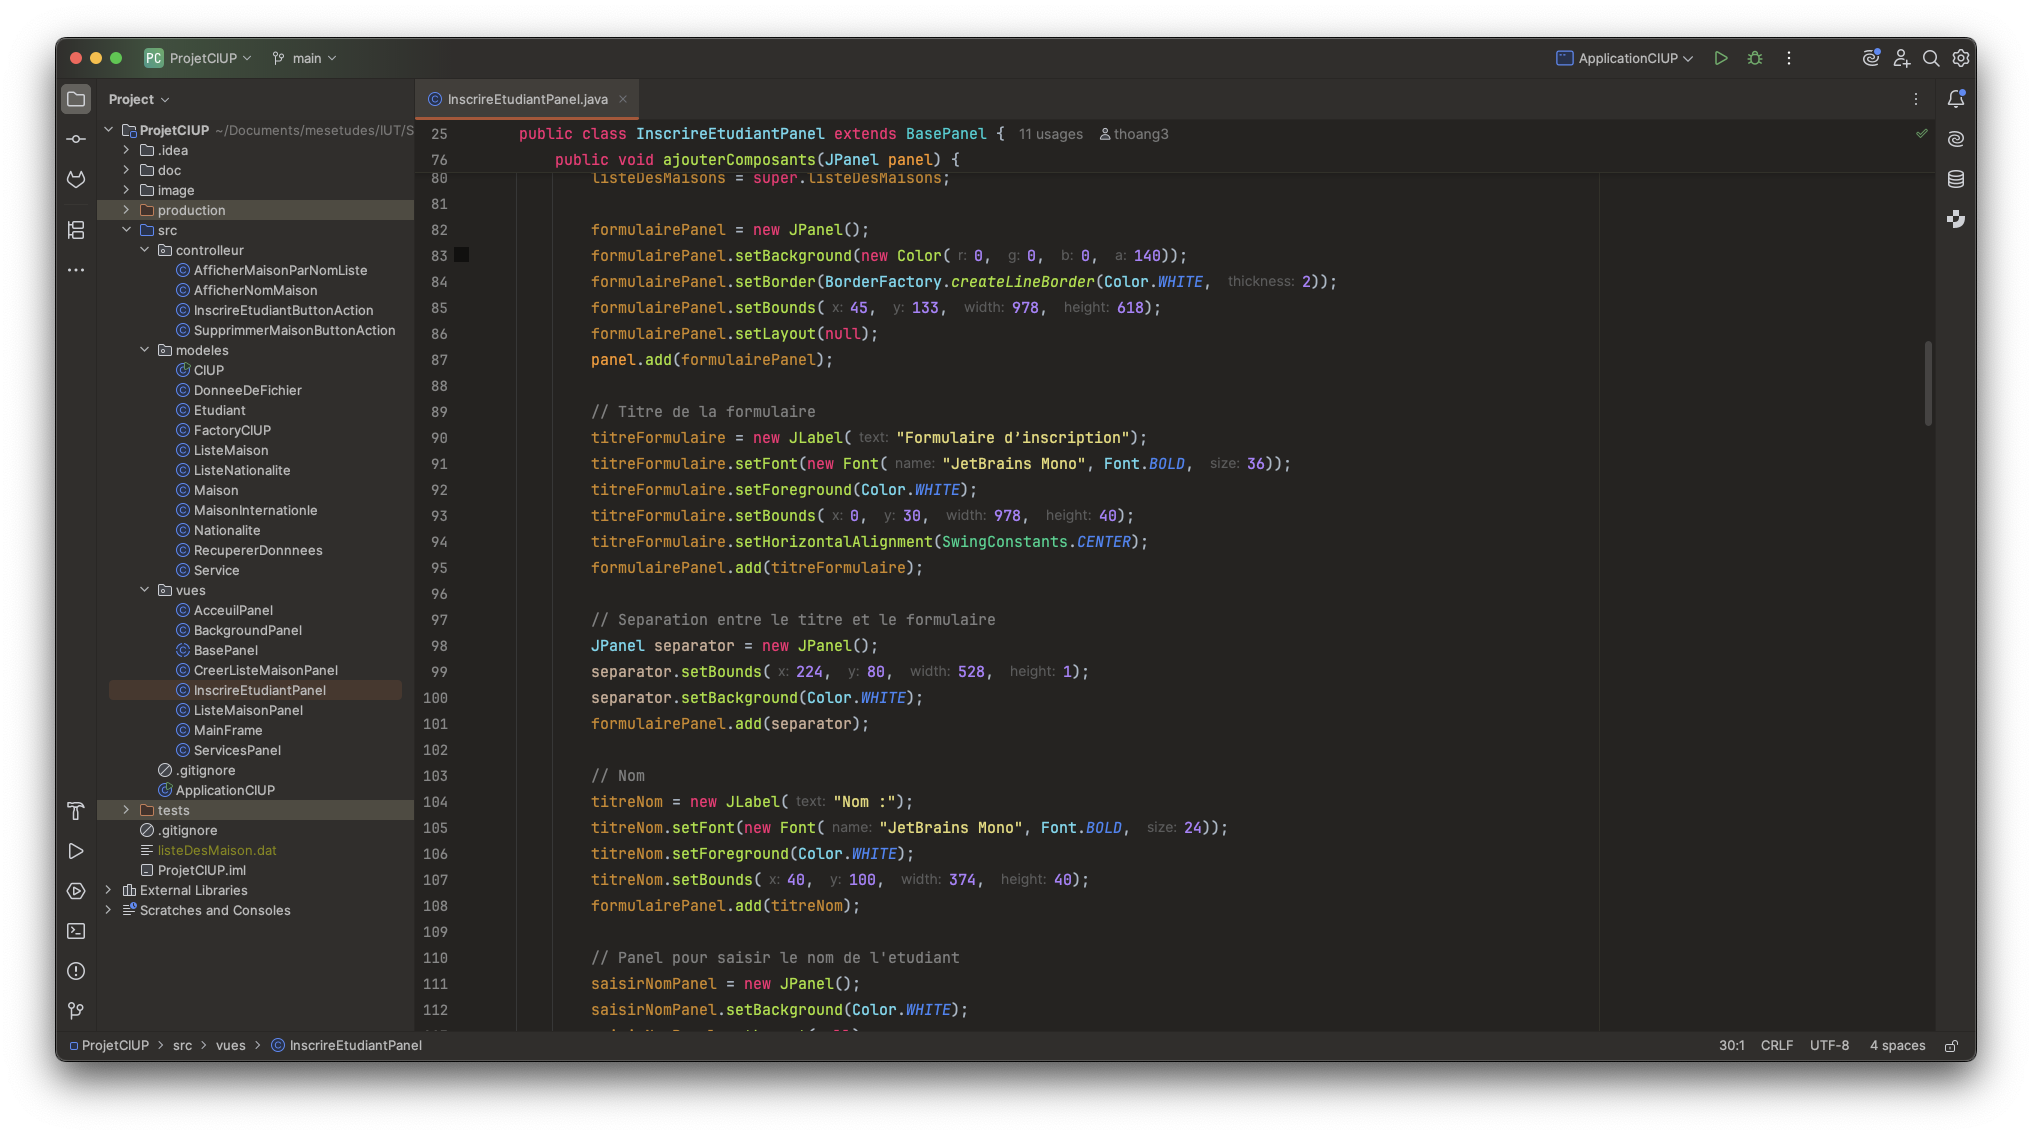 PC ProjetCIUP main ApplicationCIUP
Project
InscrireEtudiantPanel.java
ProjetCIUP ~/Documents/mesetudes/IUT/S
.idea
doc
image
production
src
controlleur
AfficherMaisonParNomListe
AfficherNomMaison
InscrireEtudiantButtonAction
SupprimmerMaisonButtonAction
modeles
CIUP
DonneeDeFichier
Etudiant
FactoryCIUP
ListeMaison
ListeNationalite
Maison
MaisonInternationle
Nationalite
RecupererDonnnees
Service
vues
AcceuilPanel
BackgroundPanel
BasePanel
CreerListeMaisonPanel
InscrireEtudiantPanel
ListeMaisonPanel
MainFrame
ServicesPanel
.gitignore
ApplicationCIUP
tests
.gitignore
listeDesMaison.dat
ProjetCIUP.iml
External Libraries
Scratches and Consoles
25 public class InscrireEtudiantPanel extends BasePanel { 11 usages thoang3
76 public void ajouterComposants(JPanel panel) {
80 listeDesMaisons = super.listeDesMaisons;
81
82 formulairePanel = new JPanel();
83 formulairePanel.setBackground(new Color( r: 0, g: 0, b: 0, a: 140));
84 formulairePanel.setBorder(BorderFactory.createLineBorder(Color.WHITE, thickness: 2));
85 formulairePanel.setBounds( x: 45, y: 133, width: 978, height: 618);
86 formulairePanel.setLayout(null);
87 panel.add(formulairePanel);
88
89 // Titre de la formulaire
90 titreFormulaire = new JLabel( text: "Formulaire d’inscription");
91 titreFormulaire.setFont(new Font( name: "JetBrains Mono", Font.BOLD, size: 36));
92 titreFormulaire.setForeground(Color.WHITE);
93 titreFormulaire.setBounds( x: 0, y: 30, width: 978, height: 40);
94 titreFormulaire.setHorizontalAlignment(SwingConstants.CENTER);
95 formulairePanel.add(titreFormulaire);
96
97 // Separation entre le titre et le formulaire
98 JPanel separator = new JPanel();
99 separator.setBounds( x: 224, y: 80, width: 528, height: 1);
100 separator.setBackground(Color.WHITE);
101 formulairePanel.add(separator);
102
103 // Nom
104 titreNom = new JLabel( text: "Nom :");
105 titreNom.setFont(new Font( name: "JetBrains Mono", Font.BOLD, size: 24));
106 titreNom.setForeground(Color.WHITE);
107 titreNom.setBounds( x: 40, y: 100, width: 374, height: 40);
108 formulairePanel.add(titreNom);
109
110 // Panel pour saisir le nom de l'etudiant
111 saisirNomPanel = new JPanel();
112 saisirNomPanel.setBackground(Color.WHITE);
ProjetCIUP > src > vues > InscrireEtudiantPanel
30:1 CRLF UTF-8 4 spaces